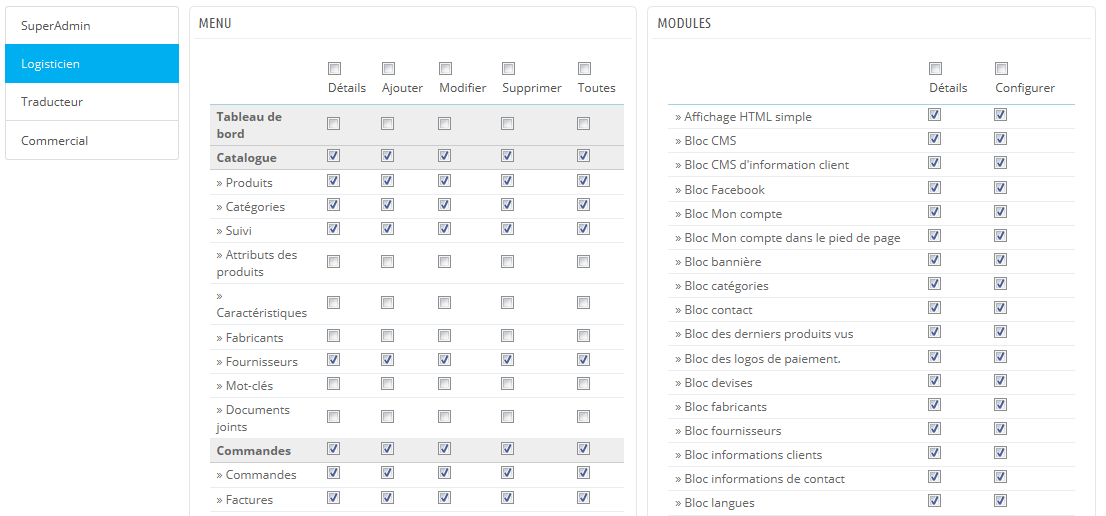 SuperAdmin
Logisticien
Traducteur
Commercial
MENU
Détails Ajouter Modifier Supprimer Toutes
Tableau de
bord
Catalogue
» Produits
» Catégories
» Suivi
» Attributs des
produits
»
Caractéristiques
» Fabricants
» Fournisseurs
» Mot-clés
» Documents
joints
Commandes
» Commandes
» Factures
MODULES
Détails Configurer
» Affichage HTML simple
» Bloc CMS
» Bloc CMS d'information client
» Bloc Facebook
» Bloc Mon compte
» Bloc Mon compte dans le pied de page
» Bloc bannière
» Bloc catégories
» Bloc contact
» Bloc des derniers produits vus
» Bloc des logos de paiement.
» Bloc devises
» Bloc fabricants
» Bloc fournisseurs
» Bloc informations clients
» Bloc informations de contact
» Bloc langues